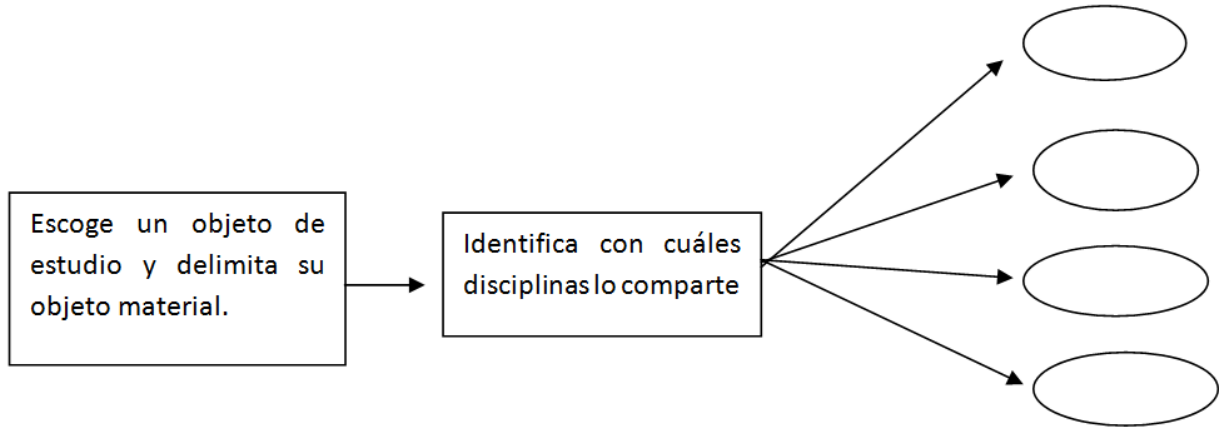 Escoge un objeto de
estudio y delimita su
objeto material.
Identifica con cuáles
disciplinas lo comparte